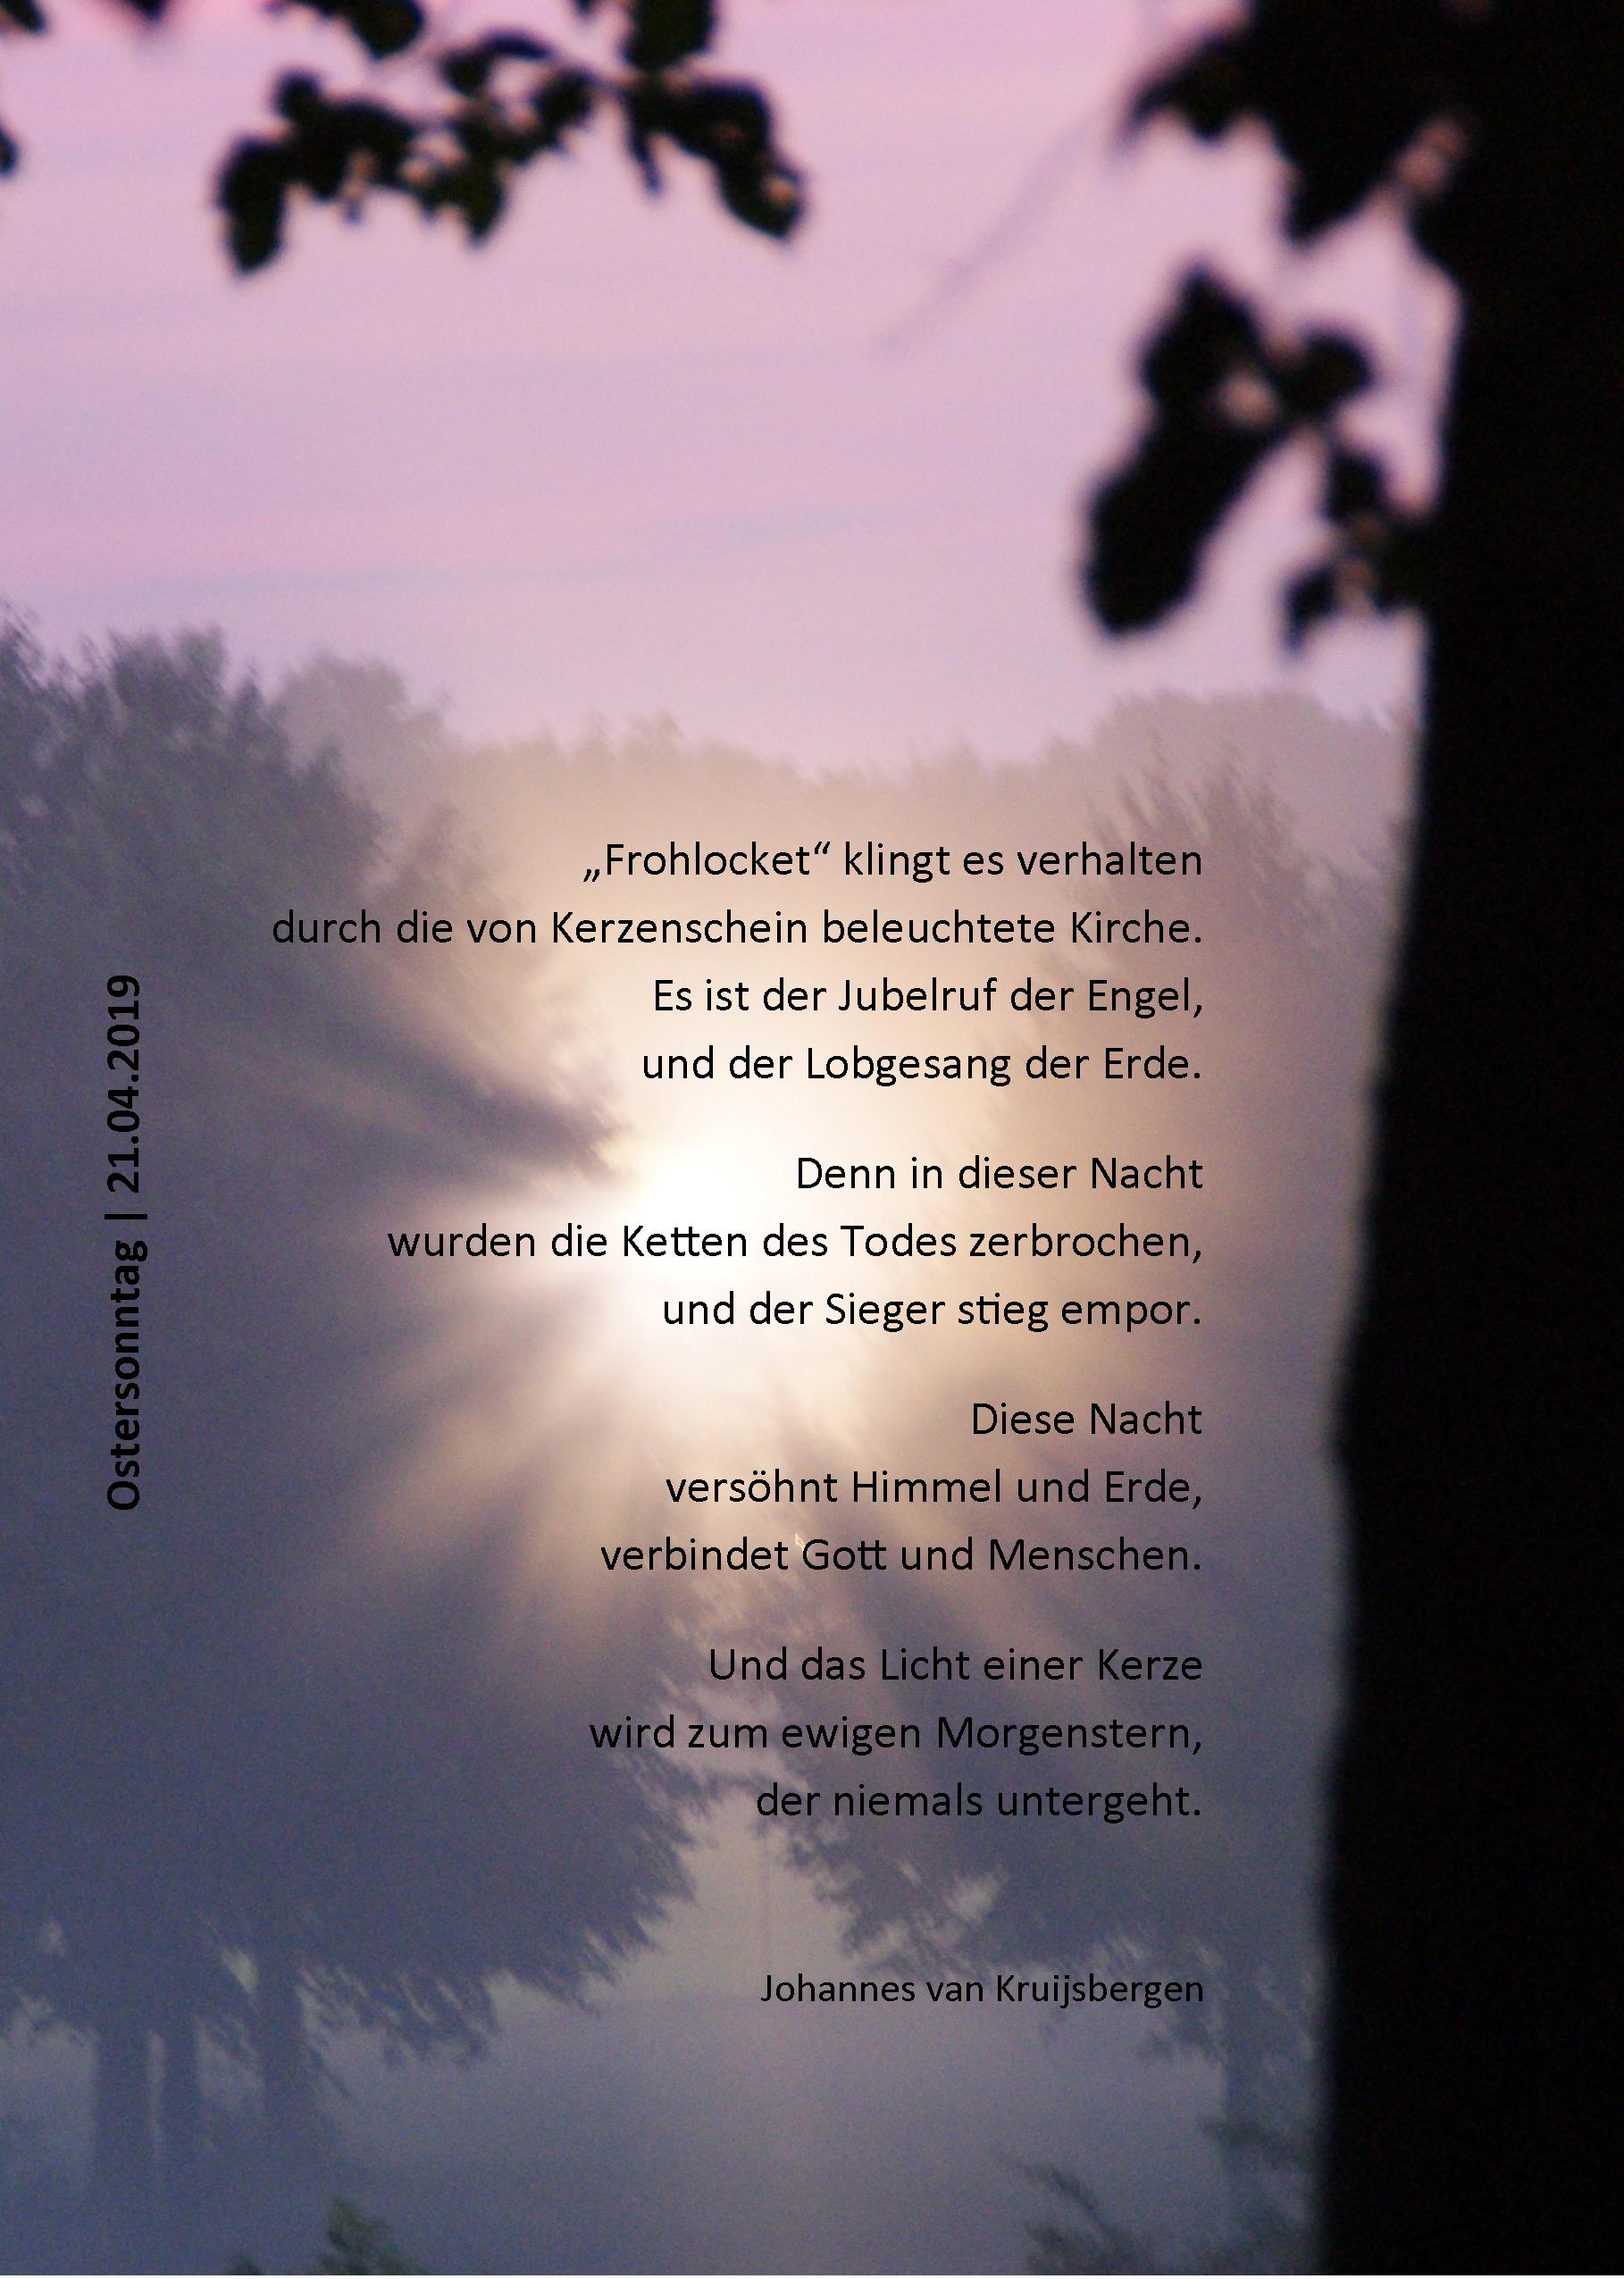 „Frohlocket“ klingt es verhalten
durch die von Kerzenschein beleuchtete Kirche.
Es ist der Jubelruf der Engel,
und der Lobgesang der Erde.
Denn in dieser Nacht
wurden die Ketten des Todes zerbrochen,
und der Sieger stieg empor.
Diese Nacht
versöhnt Himmel und Erde,
verbindet Gott und Menschen.
Und das Licht einer Kerze
wird zum ewigen Morgenstern,
der niemals untergeht.
Johannes van Kruijsbergen
Ostersonntag | 21.04.2019